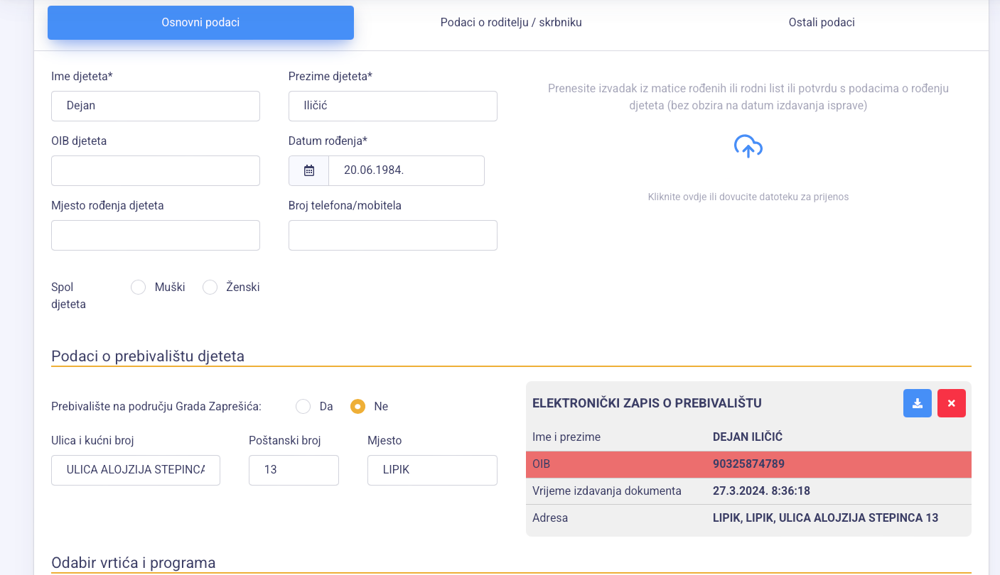 Osnovni podaci
Podaci o roditelju / skrbniku
Ostali podaci
Ime djeteta*
Prezime djeteta*
Dejan
Iličić
OIB djeteta
Datum rođenja*
20.06.1984.
Mjesto rođenja djeteta
Broj telefona/mobitela
Spol
djeteta
Muški
Ženski
Prenesite izvadak iz matice rođenih ili rodni list ili potvrdu s podacima o rođenju
djeteta (bez obzira na datum izdavanja isprave)
Kliknite ovdje ili dovucite datoteku za prijenos
Podaci o prebivalištu djeteta
Prebivalište na području Grada Zaprešića:
Da
Ne
Ulica i kućni broj
Poštanski broj
Mjesto
ULICA ALOJZIJA STEPINCA
13
LIPIK
ELEKTRONIČKI ZAPIS O PREBIVALIŠTU
Ime i prezime DEJAN ILIČIĆ
OIB 90325874789
Vrijeme izdavanja dokumenta 27.3.2024. 8:36:18
Adresa LIPIK, LIPIK, ULICA ALOJZIJA STEPINCA 13
Odabir vrtića i programa